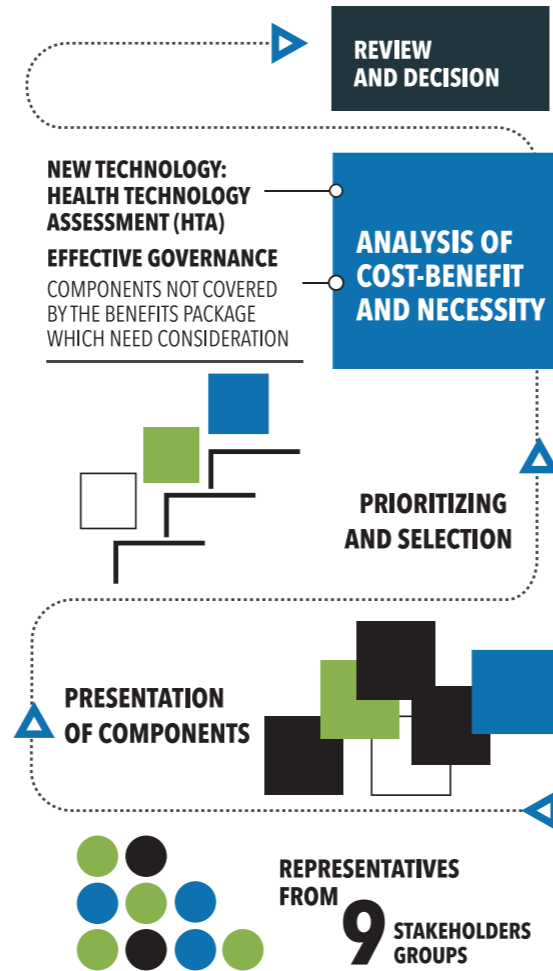 REVIEW
AND DECISION
NEW TECHNOLOGY:
HEALTH TECHNOLOGY
ASSESSMENT (HTA)
EFFECTIVE GOVERNANCE
COMPONENTS NOT COVERED
BY THE BENEFITS PACKAGE
WHICH NEED CONSIDERATION
ANALYSIS OF
COST-BENEFIT
AND NECESSITY
PRIORITIZING
AND SELECTION
PRESENTATION
OF COMPONENTS
REPRESENTATIVES
FROM 9 STAKEHOLDERS
GROUPS